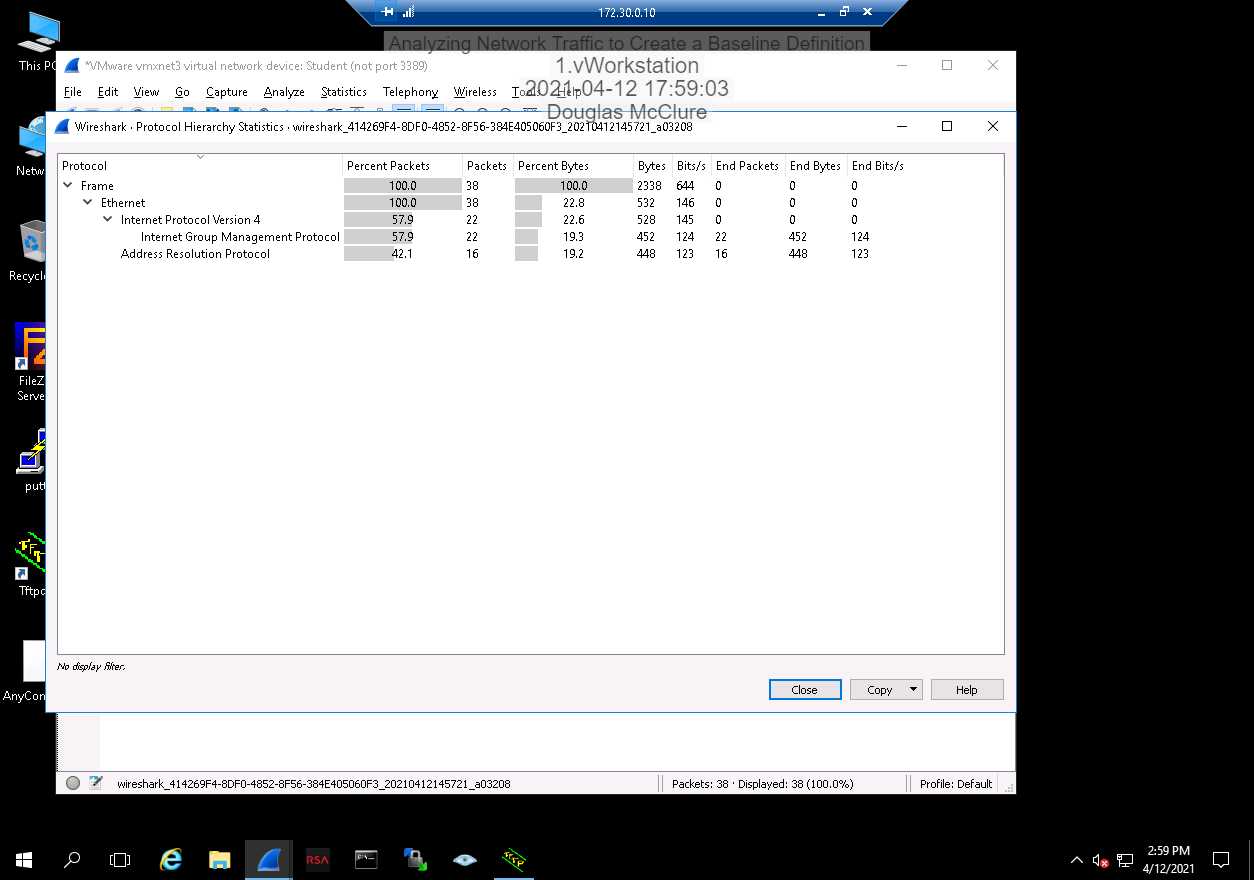 172.30.0.10
Analyzing Network Traffic to Create a Baseline Definition
This PC
*VMware vmxnet3 virtual network device: Student (not port 3389)
1.vWorkstation
File Edit View Go Capture Analyze Statistics Telephony Wireless Tools Help
2021-04-12 17:59:03
Douglas McClure
Wireshark · Protocol Hierarchy Statistics · wireshark_414269F4-8DF0-4852-8F56-384E405060F3_20210412145721_a03208
Protocol Percent Packets Packets Percent Bytes Bytes Bits/s End Packets End Bytes End Bits/s
Frame 100.0 38 100.0 2338 644 0 0 0
Ethernet 100.0 38 22.8 532 146 0 0 0
Internet Protocol Version 4 57.9 22 22.6 528 145 0 0 0
Internet Group Management Protocol 57.9 22 19.3 452 124 22 452 124
Address Resolution Protocol 42.1 16 19.2 448 123 16 448 123
Netw
Recycl
FileZ
Serve
putt
Tftpd
No display filter.
Close Copy Help
AnyCon
wireshark_414269F4-8DF0-4852-8F56-384E405060F3_20210412145721_a03208 Packets: 38 · Displayed: 38 (100.0%) Profile: Default
RSA
2:59 PM
4/12/2021